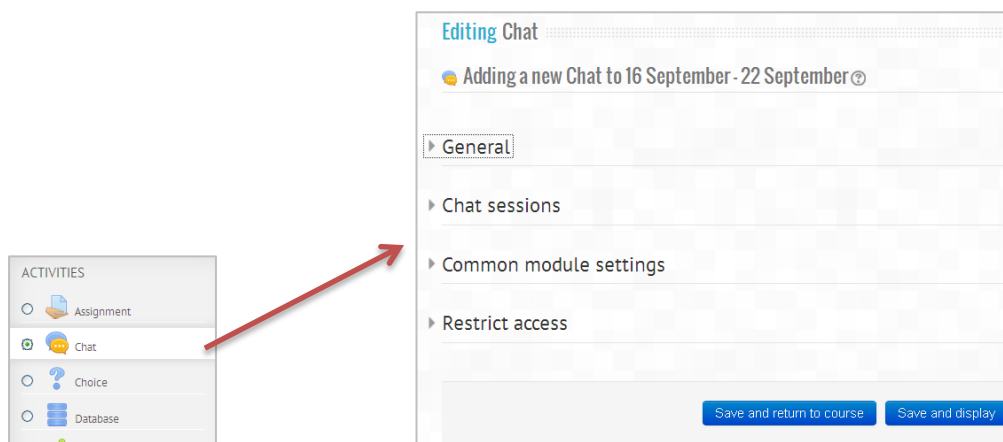 Editing Chat
Adding a new Chat to 16 September - 22 September
General
Chat sessions
Common module settings
Restrict access
Save and return to course
Save and display
ACTIVITIES
Assignment
Chat
Choice
Database